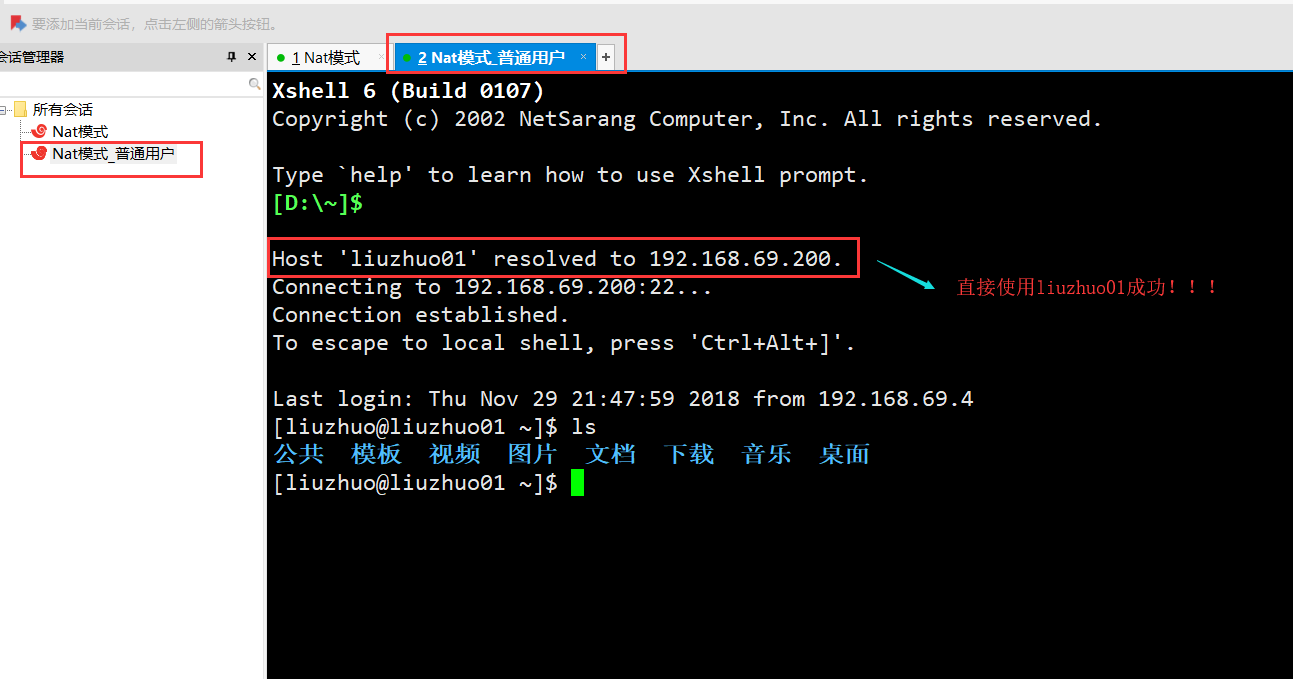 要添加当前会话，点击左侧的箭头按钮。
会话管理器
1 Nat模式
2 Nat模式_普通用户
+
所有会话
Nat模式
Nat模式_普通用户
Xshell 6 (Build 0107)
Copyright (c) 2002 NetSarang Computer, Inc. All rights reserved.
Type `help' to learn how to use Xshell prompt.
[D:\~]$
Host 'liuzhuo01' resolved to 192.168.69.200.
直接使用liuzhuo01成功！！！
Connecting to 192.168.69.200:22...
Connection established.
To escape to local shell, press 'Ctrl+Alt+]'.
Last login: Thu Nov 29 21:47:59 2018 from 192.168.69.4
[liuzhuo@liuzhuo01 ~]$ ls
公共 模板 视频 图片 文档 下载 音乐 桌面
[liuzhuo@liuzhuo01 ~]$